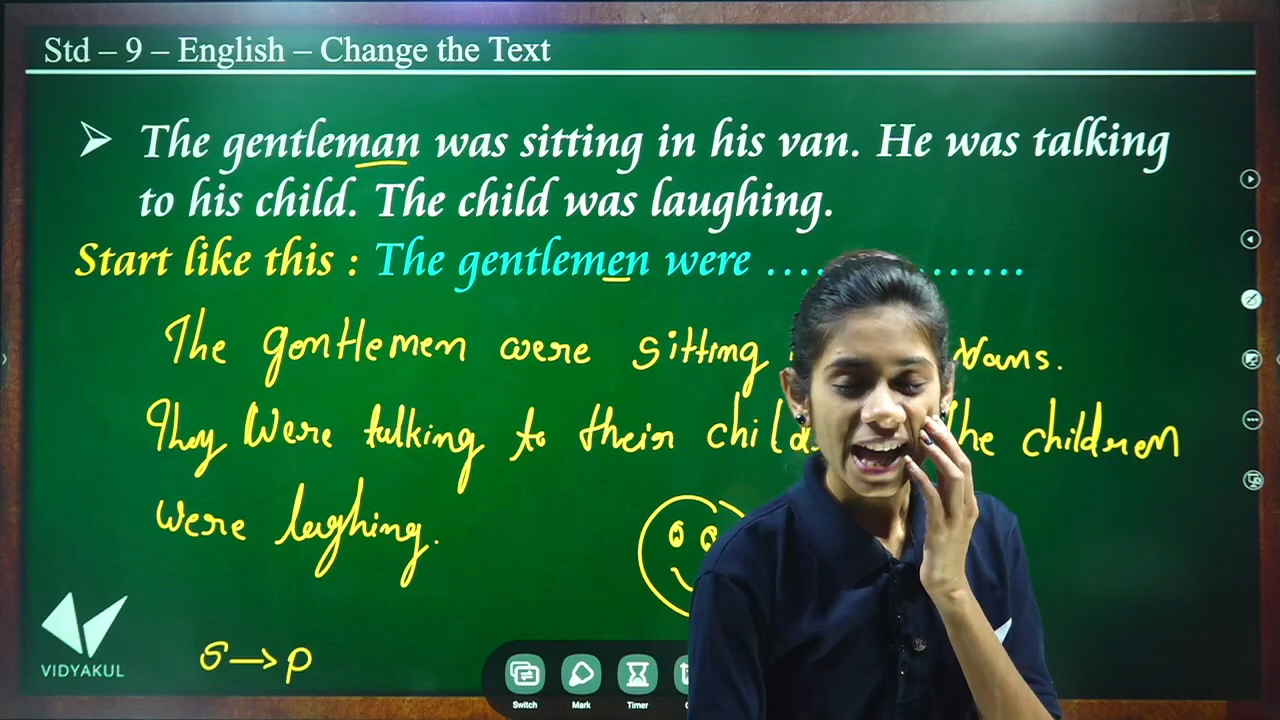 Std – 9 – English – Change the Text
➢ The gentleman was sitting in his van. He was talking
to his child. The child was laughing.
Start like this : The gentlemen were ..................
The gentlemen were sitting vans.
They were talking to their The children
were laughing.
S → P
VIDYAKUL
Switch Mark Timer